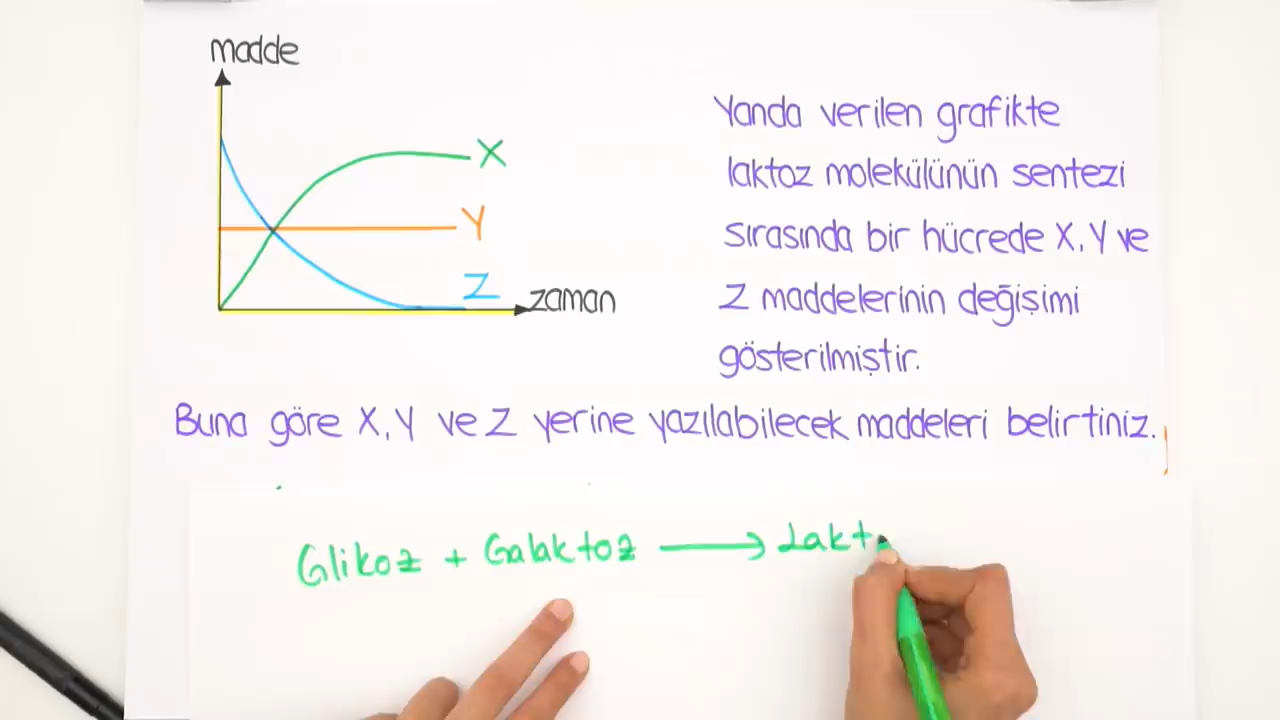 madde
X
Y
Z
zaman
Yanda verilen grafikte
laktoz molekülünün sentezi
sırasında bir hücrede X, Y ve
Z maddelerinin değişimi
gösterilmiştir.
Buna göre X, Y ve Z yerine yazılabilecek maddeleri belirtiniz.
Glikoz + Galaktoz → Lakt